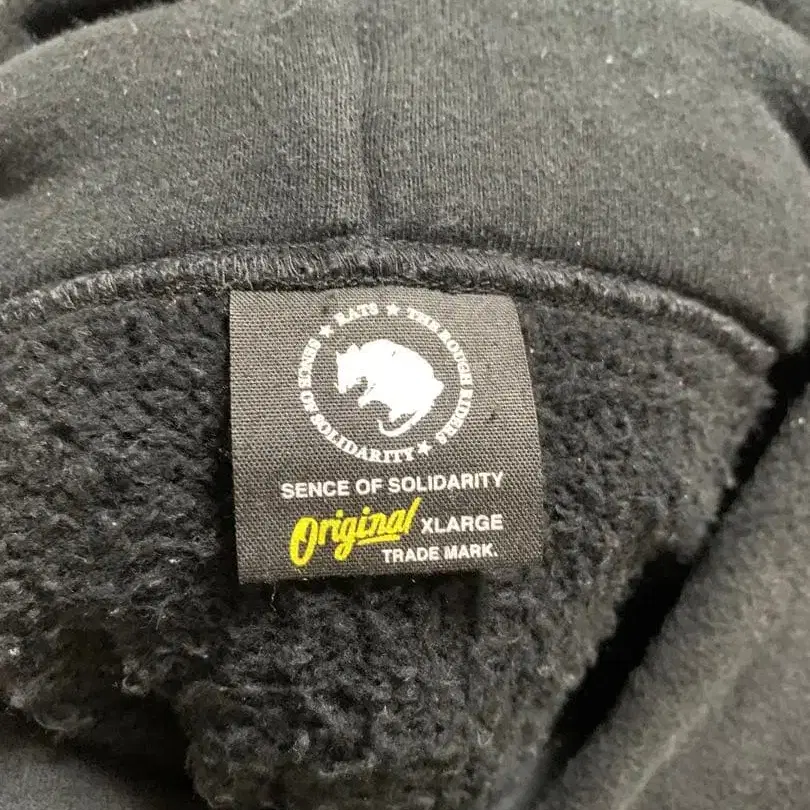 ★ RATS ★ THE ROUGH RIDERS ★ SENCE OF SOLIDARITY
SENCE OF SOLIDARITY
Original XLARGE
TRADE MARK.